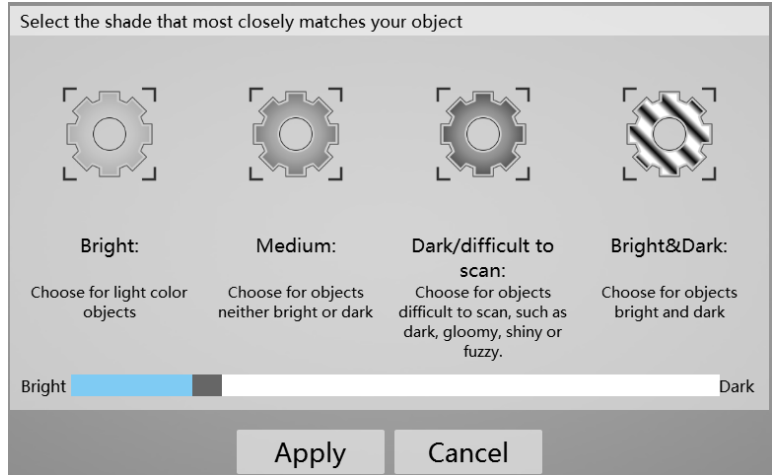 Select the shade that most closely matches your object
Bright:
Choose for light color
objects
Medium:
Choose for objects
neither bright or dark
Dark/difficult to
scan:
Choose for objects
difficult to scan, such as
dark, gloomy, shiny or
fuzzy.
Bright&Dark:
Choose for objects
bright and dark
Bright Dark
Apply Cancel